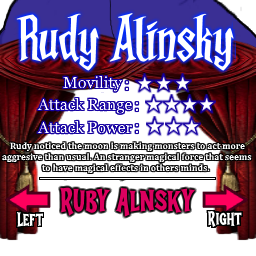 Rudy Alinsky
Movility: ★★★
Attack Range: ☆☆★★
Attack Power: ☆☆☆
Rudy noticed the moon is making monsters to act more
aggresive than usual. An stranger magical force that seems
to have magical effects in others minds.
RUBY ALNSKY
LEFT
RIGHT